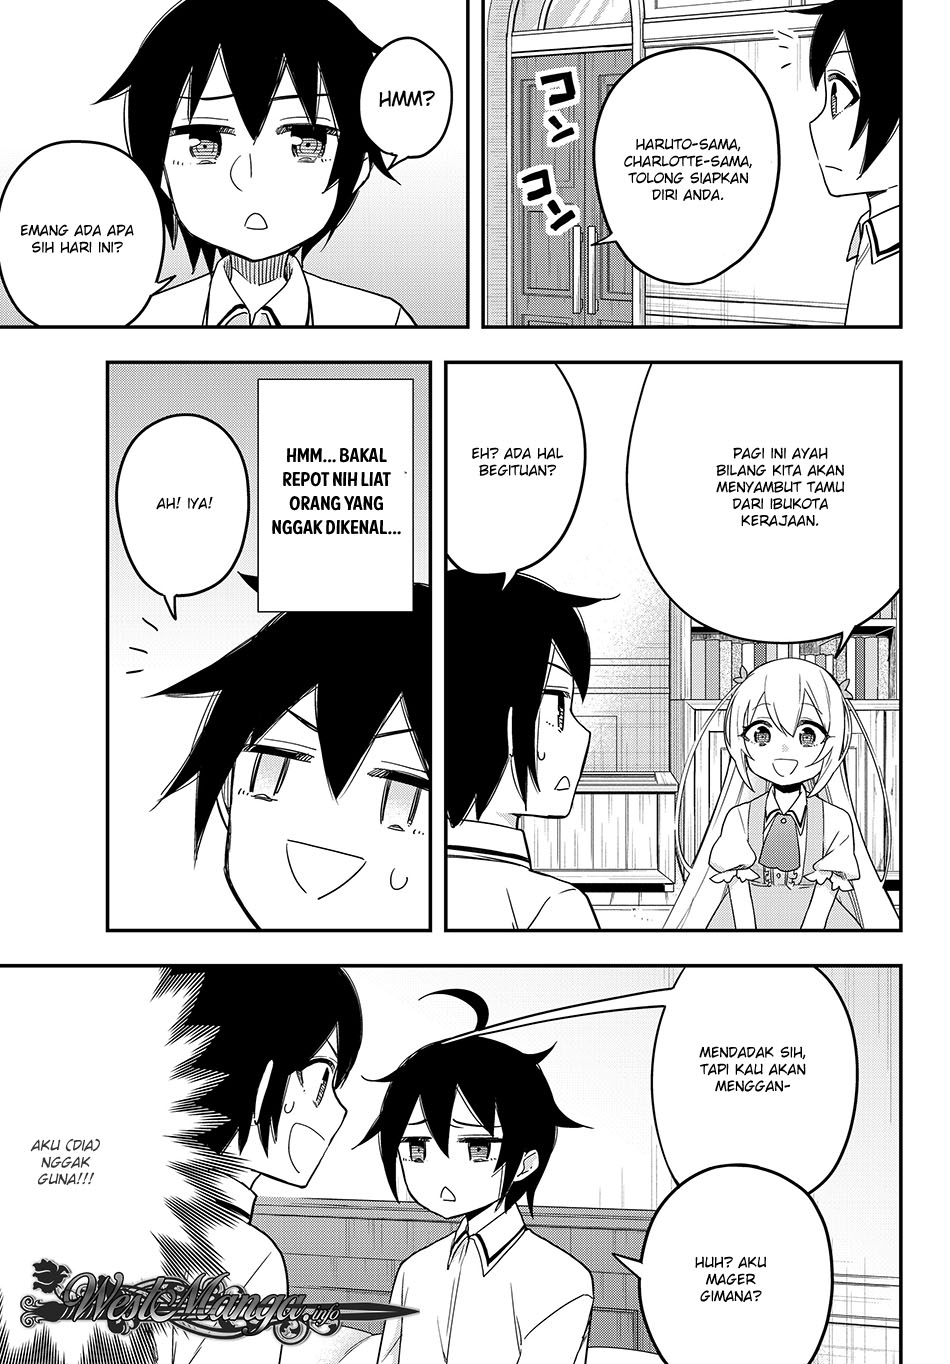 HARUTO-SAMA,
CHARLOTTE-SAMA,
TOLONG SIAPKAN
DIRI ANDA.
コンコン
HMM?
EMANG ADA APA
SIH HARI INI?
PAGI INI AYAH
BILANG KITA AKAN
MENYAMBUT TAMU
DARI IBUKOTA
KERAJAAN.
EH? ADA HAL
BEGITUAN?
HMM... BAKAL
REPOT NIH LIAT
ORANG YANG
NGGAK DIKENAL...
AH! IYA!
MENDADAK SIH,
TAPI KAU AKAN
MENGGAN-
HUH? AKU
MAGER
GIMANA?
AKU (DIA)
NGGAK
GUNA!!!
WestManga.info